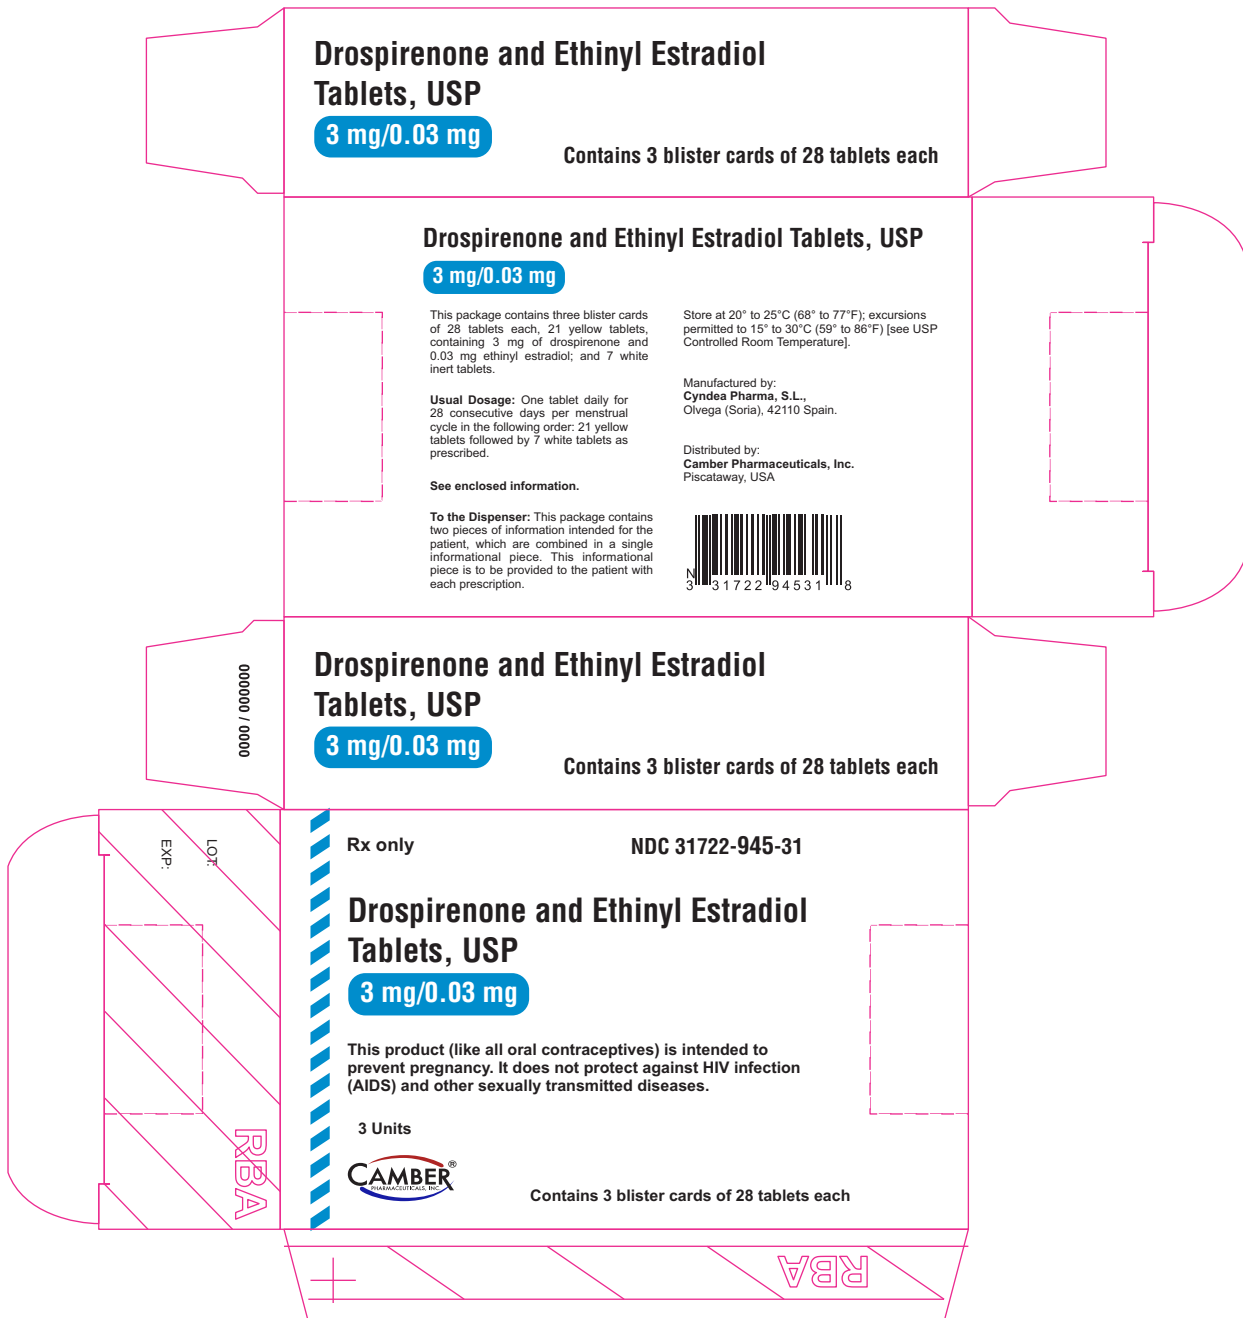 Drospirenone and Ethinyl Estradiol
Tablets, USP
3 mg/0.03 mg
Contains 3 blister cards of 28 tablets each
Drospirenone and Ethinyl Estradiol Tablets, USP
3 mg/0.03 mg
This package contains three blister cards
of 28 tablets each, 21 yellow tablets,
containing 3 mg of drospirenone and
0.03 mg ethinyl estradiol; and 7 white
inert tablets.
Usual Dosage: One tablet daily for
28 consecutive days per menstrual
cycle in the following order: 21 yellow
tablets followed by 7 white tablets as
prescribed.
See enclosed information.
To the Dispenser: This package contains
two pieces of information intended for the
patient, which are combined in a single
informational piece. This informational
piece is to be provided to the patient with
each prescription.
Store at 20° to 25°C (68° to 77°F); excursions
permitted to 15° to 30°C (59° to 86°F) [see USP
Controlled Room Temperature].
Manufactured by:
Cyndea Pharma, S.L.,
Olvega (Soria), 42110 Spain.
Distributed by:
Camber Pharmaceuticals, Inc.
Piscataway, USA
N
3 31722 94531 8
000000 / 0000
Drospirenone and Ethinyl Estradiol
Tablets, USP
3 mg/0.03 mg
Contains 3 blister cards of 28 tablets each
LOT:
EXP:
RBA
Rx only
NDC 31722-945-31
Drospirenone and Ethinyl Estradiol
Tablets, USP
3 mg/0.03 mg
This product (like all oral contraceptives) is intended to
prevent pregnancy. It does not protect against HIV infection
(AIDS) and other sexually transmitted diseases.
3 Units
CAMBER®
PHARMACEUTICALS, INC.
Contains 3 blister cards of 28 tablets each
RBA